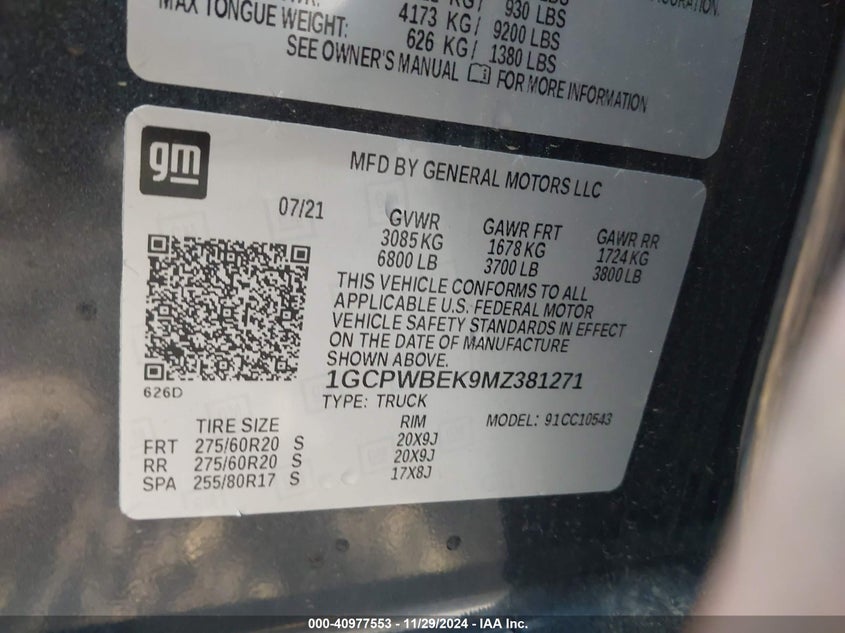 930 LBS
MAX TONGUE WEIGHT: 4173 KG/ 9200 LBS
626 KG/ 1380 LBS
SEE OWNER'S MANUAL FOR MORE INFORMATION
gm
MFD BY GENERAL MOTORS LLC
07/21
GVWR GAWR FRT GAWR RR
3085 KG 1678 KG 1724 KG
6800 LB 3700 LB 3800 LB
THIS VEHICLE CONFORMS TO ALL
APPLICABLE U.S. FEDERAL MOTOR
VEHICLE SAFETY STANDARDS IN EFFECT
ON THE DATE OF MANUFACTURE
SHOWN ABOVE.
626D
1GCPWBEK9MZ381271
TYPE: TRUCK
TIRE SIZE RIM MODEL: 91CC10543
FRT 275/60R20 S 20X9J
RR 275/60R20 S 20X9J
SPA 255/80R17 S 17X8J
000-40977553 - 11/29/2024 - IAA Inc.